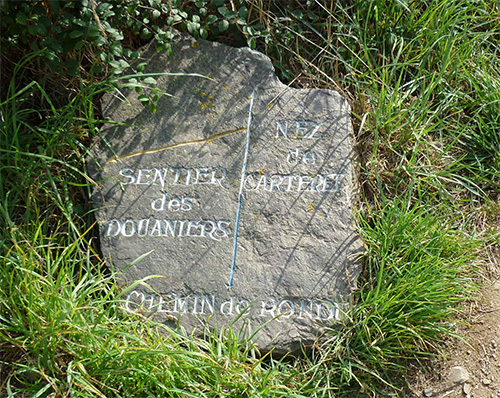 NEZ
de
CARTERET
SENTIER
des
DOUANIERS
CHEMIN de RONDE